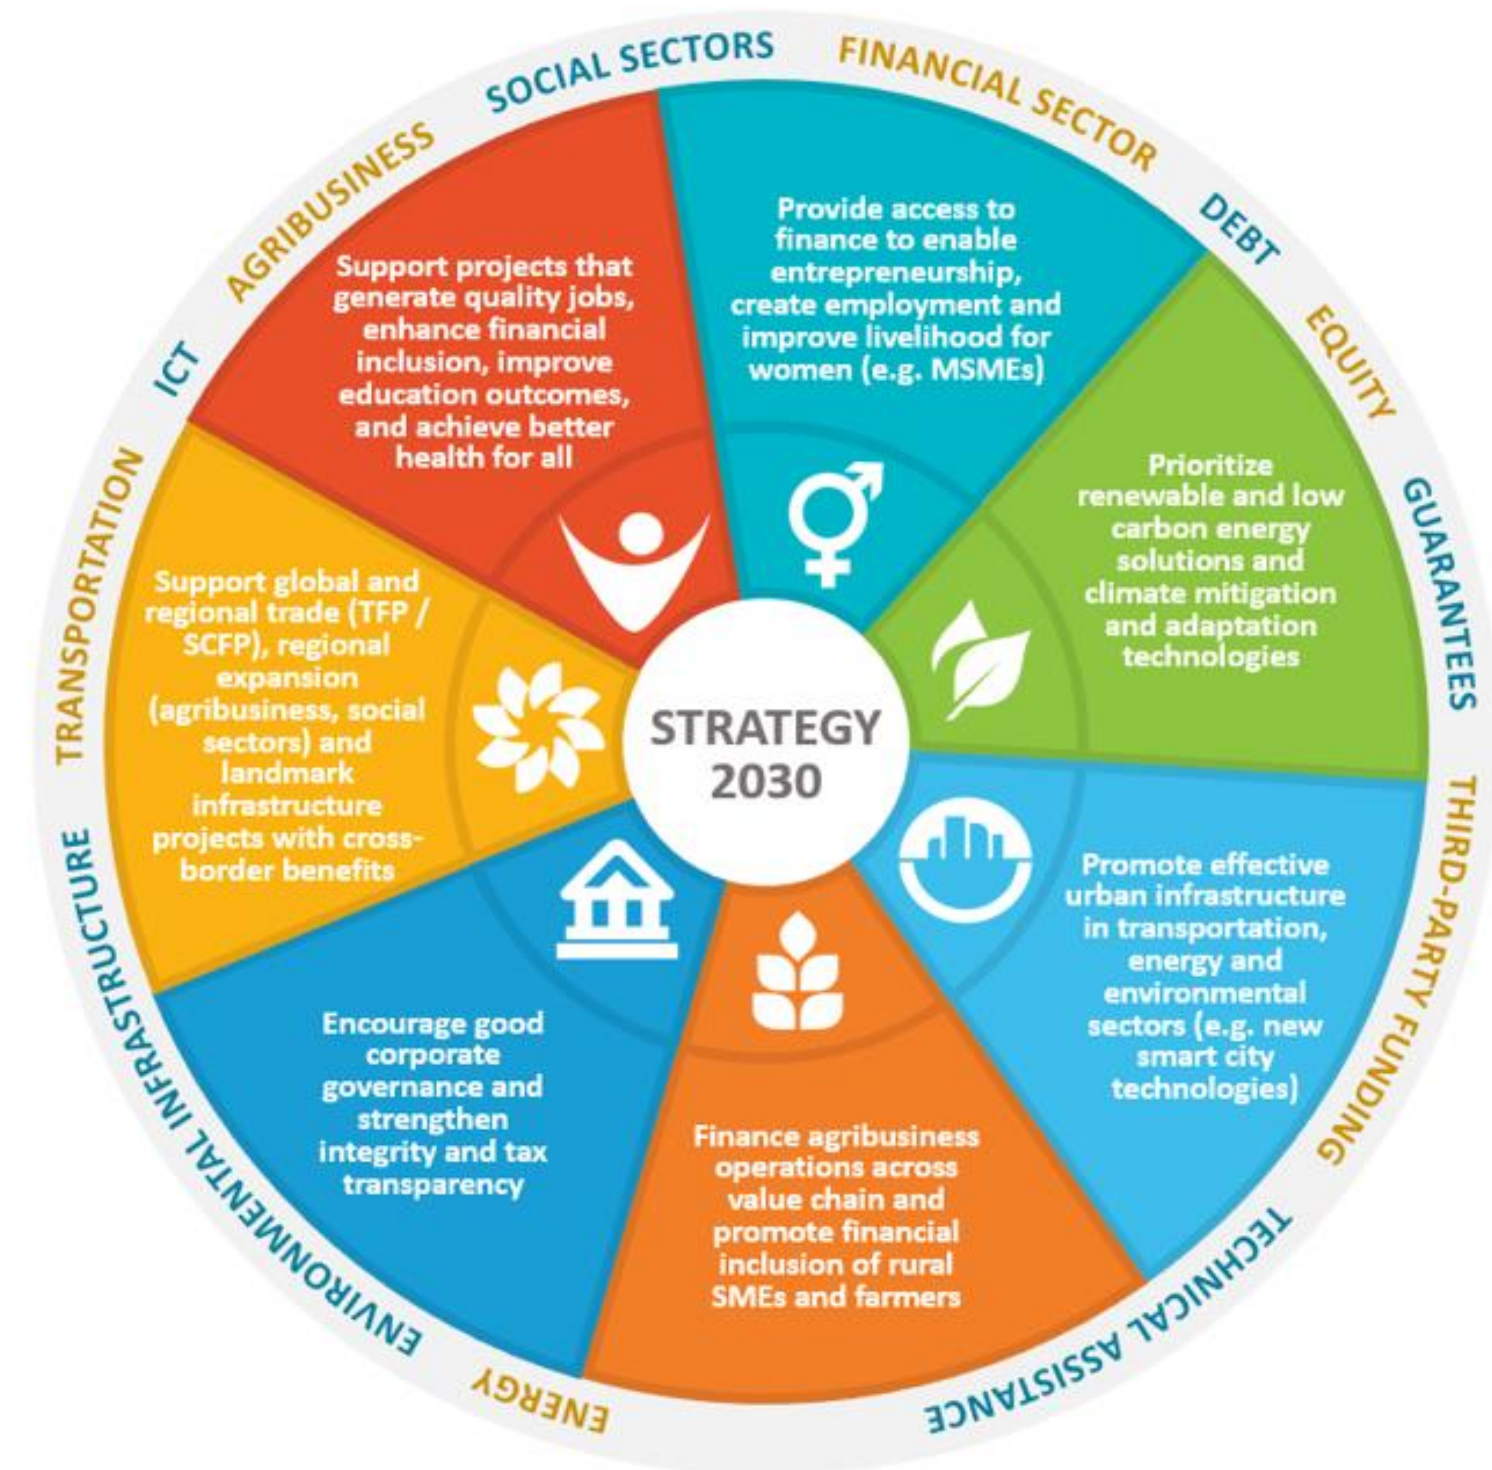 SOCIAL SECTORS
FINANCIAL SECTOR
DEBT
EQUITY
GUARANTEES
THIRD-PARTY FUNDING
TECHNICAL ASSISTANCE
ENERGY
ENVIRONMENTAL INFRASTRUCTURE
TRANSPORTATION
ICT
AGRIBUSINESS
STRATEGY
2030
Provide access to
finance to enable
entrepreneurship,
create employment and
improve livelihood for
women (e.g. MSMEs)
Prioritize
renewable and low
carbon energy
solutions and
climate mitigation
and adaptation
technologies
Promote effective
urban infrastructure
in transportation,
energy and
environmental
sectors (e.g. new
smart city
technologies)
Finance agribusiness
operations across
value chain and
promote financial
inclusion of rural
SMEs and farmers
Encourage good
corporate
governance and
strengthen
integrity and tax
transparency
Support global and
regional trade (TFP /
SCFP), regional
expansion
(agribusiness, social
sectors) and
landmark
infrastructure
projects with cross-
border benefits
Support projects that
generate quality jobs,
enhance financial
inclusion, improve
education outcomes,
and achieve better
health for all